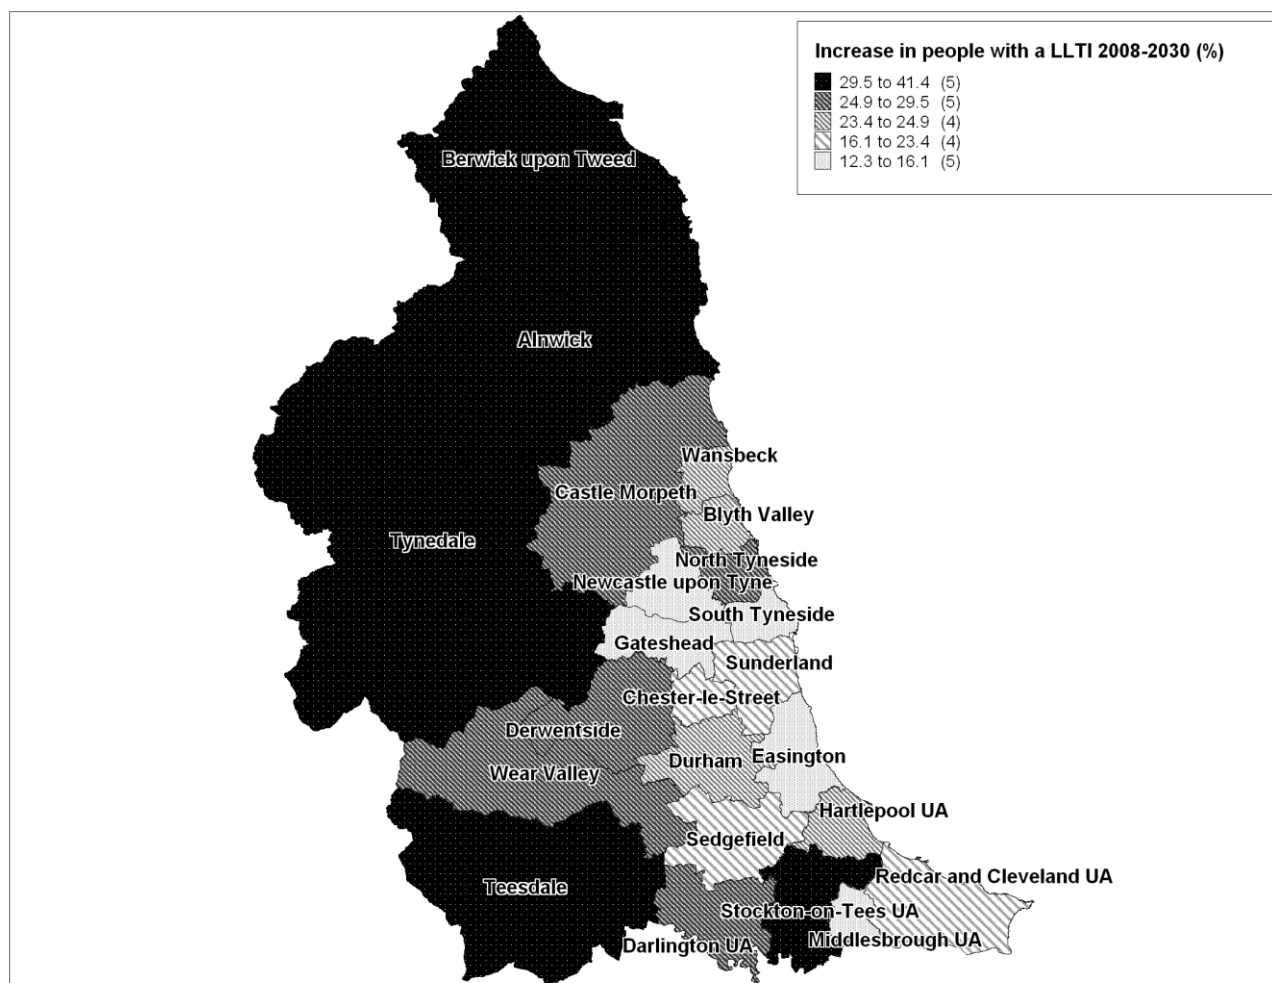 Increase in people with a LLTI 2008-2030 (%)
29.5 to 41.4 (5)
24.9 to 29.5 (5)
23.4 to 24.9 (4)
16.1 to 23.4 (4)
12.3 to 16.1 (5)
Berwick upon Tweed
Alnwick
Wansbeck
Castle Morpeth
Blyth Valley
Tynedale
North Tyneside
Newcastle upon Tyne
South Tyneside
Gateshead
Sunderland
Chester-le-Street
Derwentside
Easington
Durham
Wear Valley
Hartlepool UA
Sedgefield
Redcar and Cleveland UA
Teesdale
Stockton-on-Tees UA
Middlesbrough UA
Darlington UA